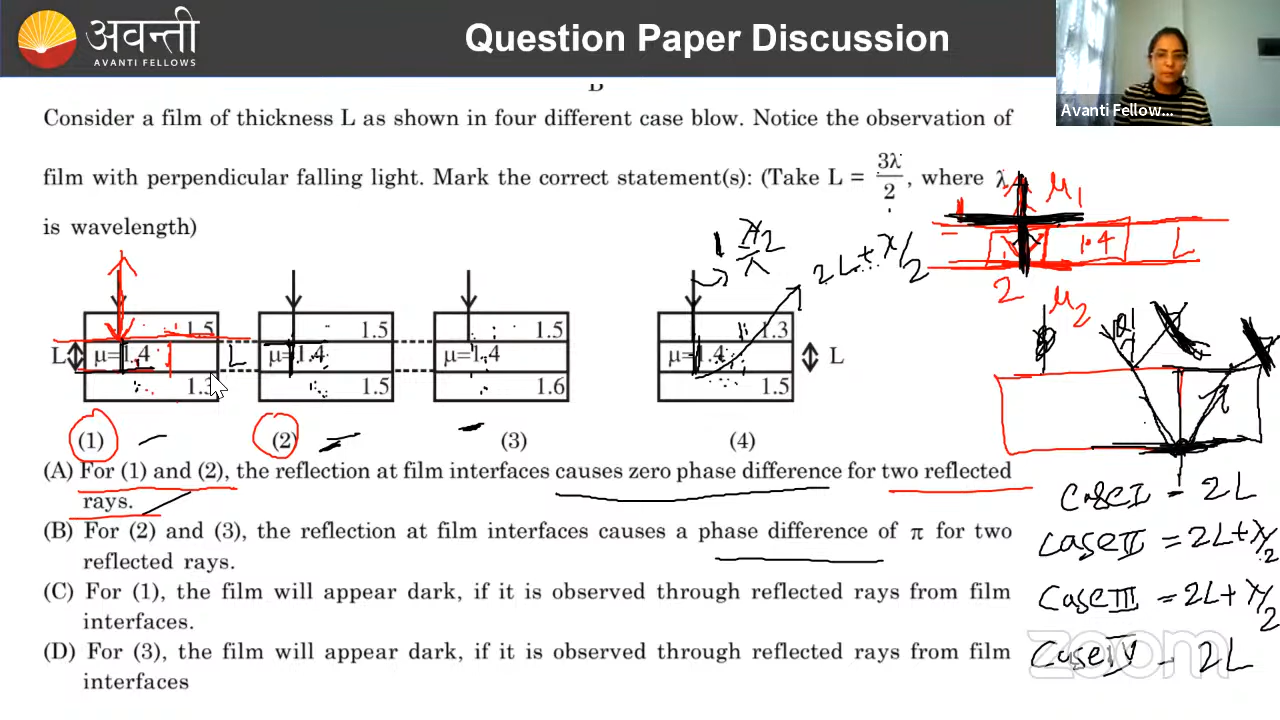 अवन्ती
AVANTI FELLOWS
Question Paper Discussion
Avanti Fellow...
B
Consider a film of thickness L as shown in four different case blow. Notice the observation of
film with perpendicular falling light. Mark the correct statement(s): (Take L = 3λ/2, where λ
is wavelength)
1.5 1.5 1.5 1.3
L μ=1.4 L μ=1.4 μ=1.4 μ=1.4 L
1.3 1.5 1.6 1.5
(1) (2) (3) (4)
(A) For (1) and (2), the reflection at film interfaces causes zero phase difference for two reflected
rays.
(B) For (2) and (3), the reflection at film interfaces causes a phase difference of π for two
reflected rays.
(C) For (1), the film will appear dark, if it is observed through reflected rays from film
interfaces.
(D) For (3), the film will appear dark, if it is observed through reflected rays from film
interfaces
2L+λ/2
μ1
1.4 L
2 μ2
Case I = 2L
Case II = 2L+λ/2
Case III = 2L+λ/2
Case IV = 2L
zoom